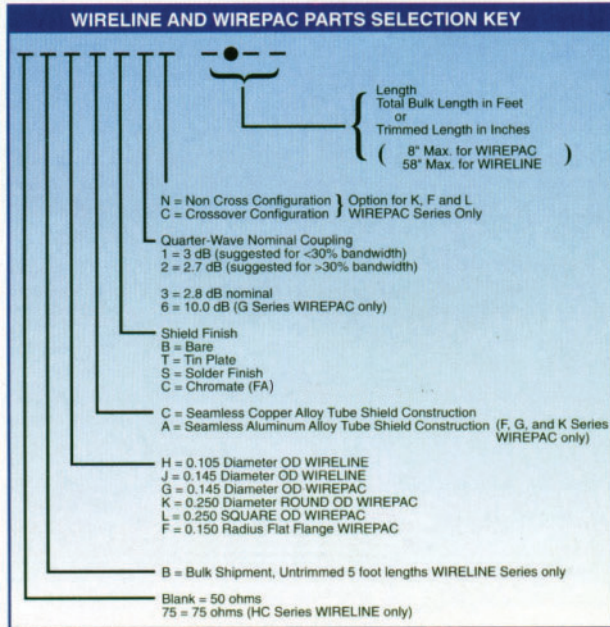 WIRELINE AND WIREPAC PARTS SELECTION KEY
Length
Total Bulk Length in Feet
or
Trimmed Length in Inches
( 8" Max. for WIREPAC
58" Max. for WIRELINE )
N = Non Cross Configuration } Option for K, F and L
C = Crossover Configuration } WIREPAC Series Only
Quarter-Wave Nominal Coupling
1 = 3 dB (suggested for <30% bandwidth)
2 = 2.7 dB (suggested for >30% bandwidth)
3 = 2.8 dB nominal
6 = 10.0 dB (G Series WIREPAC only)
Shield Finish
B = Bare
T = Tin Plate
S = Solder Finish
C = Chromate (FA)
C = Seamless Copper Alloy Tube Shield Construction
A = Seamless Aluminum Alloy Tube Shield Construction (F, G, and K Series
WIREPAC only)
H = 0.105 Diameter OD WIRELINE
J = 0.145 Diameter OD WIRELINE
G = 0.145 Diameter OD WIREPAC
K = 0.250 Diameter ROUND OD WIREPAC
L = 0.250 SQUARE OD WIREPAC
F = 0.150 Radius Flat Flange WIREPAC
B = Bulk Shipment, Untrimmed 5 foot lengths WIRELINE Series only
Blank = 50 ohms
75 = 75 ohms (HC Series WIRELINE only)